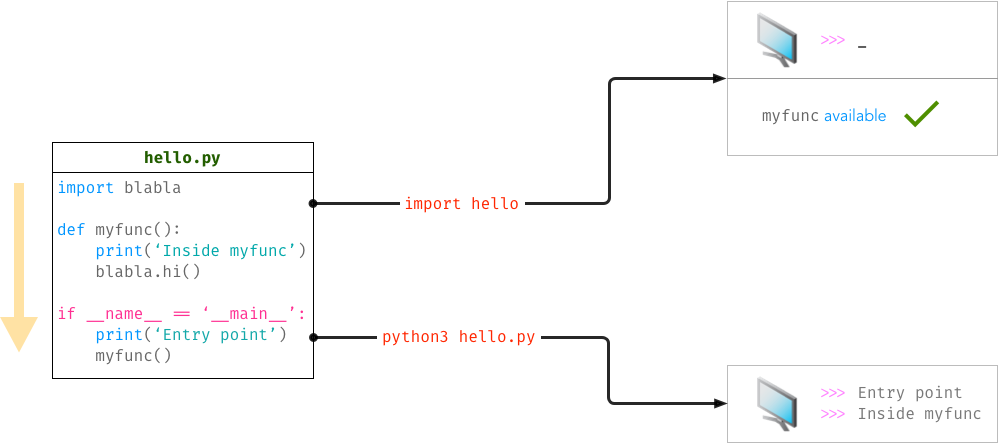 hello.py
import blabla
def myfunc():
print(‘Inside myfunc’)
blabla.hi()
if __name__ == ‘__main__’:
print(‘Entry point’)
myfunc()
import hello
python3 hello.py
>>> _
myfunc available
>>> Entry point
>>> Inside myfunc